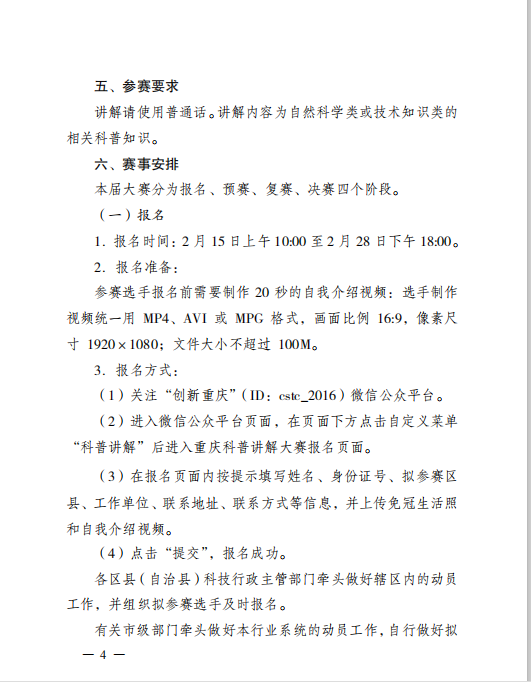 五、参赛要求
讲解请使用普通话。讲解内容为自然科学类或技术知识类的
相关科普知识。
六、赛事安排
本届大赛分为报名、预赛、复赛、决赛四个阶段。
（一）报名
1. 报名时间：2 月 15 日上午 10:00 至 2 月 28 日下午 18:00。
2. 报名准备：
参赛选手报名前需要制作 20 秒的自我介绍视频：选手制作
视频统一用 MP4、AVI 或 MPG 格式，画面比例 16:9，像素尺
寸 1920×1080；文件大小不超过 100M。
3. 报名方式：
（1）关注“创新重庆”（ID：cstc_2016）微信公众平台。
（2）进入微信公众平台页面，在页面下方点击自定义菜单
“科普讲解”后进入重庆科普讲解大赛报名页面。
（3）在报名页面内按提示填写姓名、身份证号、拟参赛区
县、工作单位、联系地址、联系方式等信息，并上传免冠生活照
和自我介绍视频。
（4）点击“提交”，报名成功。
各区县（自治县）科技行政主管部门牵头做好辖区内的动员
工作，并组织拟参赛选手及时报名。
有关市级部门牵头做好本行业系统的动员工作，自行做好拟
— 4 —